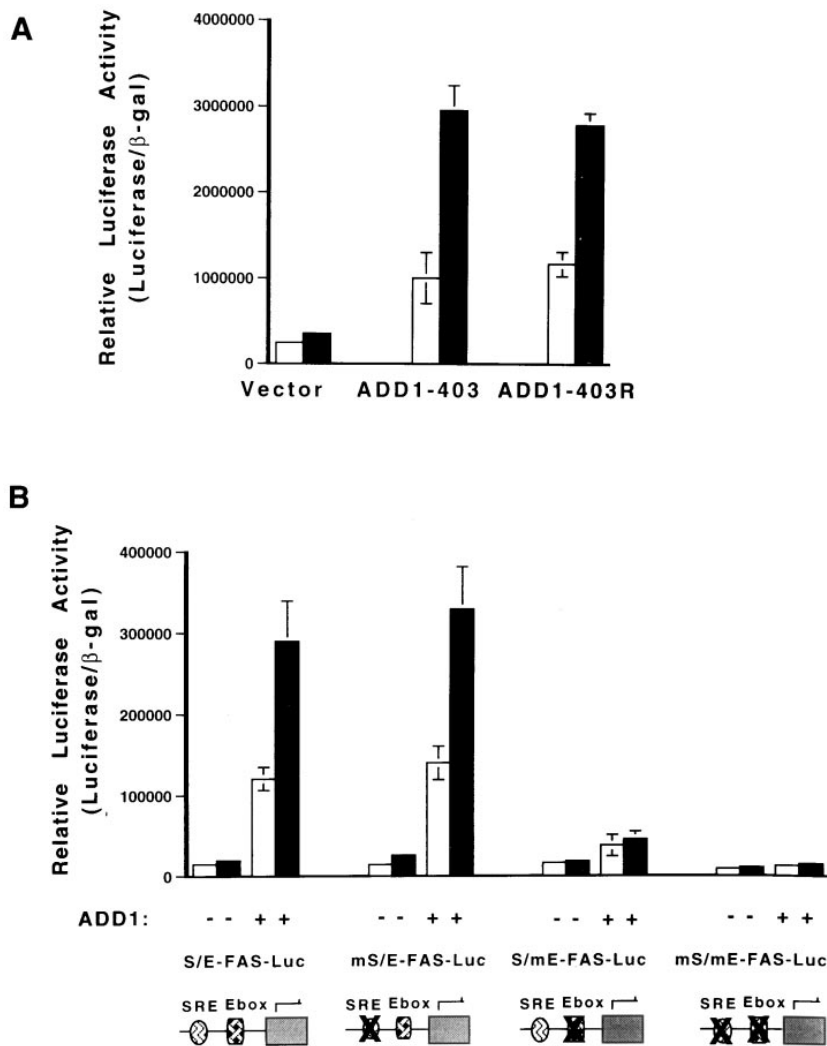 A
Relative Luciferase Activity
(Luciferase/β-gal)
4000000
3000000
2000000
1000000
0
Vector ADD1-403 ADD1-403R
B
Relative Luciferase Activity
(Luciferase/β-gal)
400000
300000
200000
100000
0
ADD1: - - + + - - + + - - + + - - + +
S/E-FAS-Luc mS/E-FAS-Luc S/mE-FAS-Luc mS/mE-FAS-Luc
SRE Ebox SRE Ebox SRE Ebox SRE Ebox